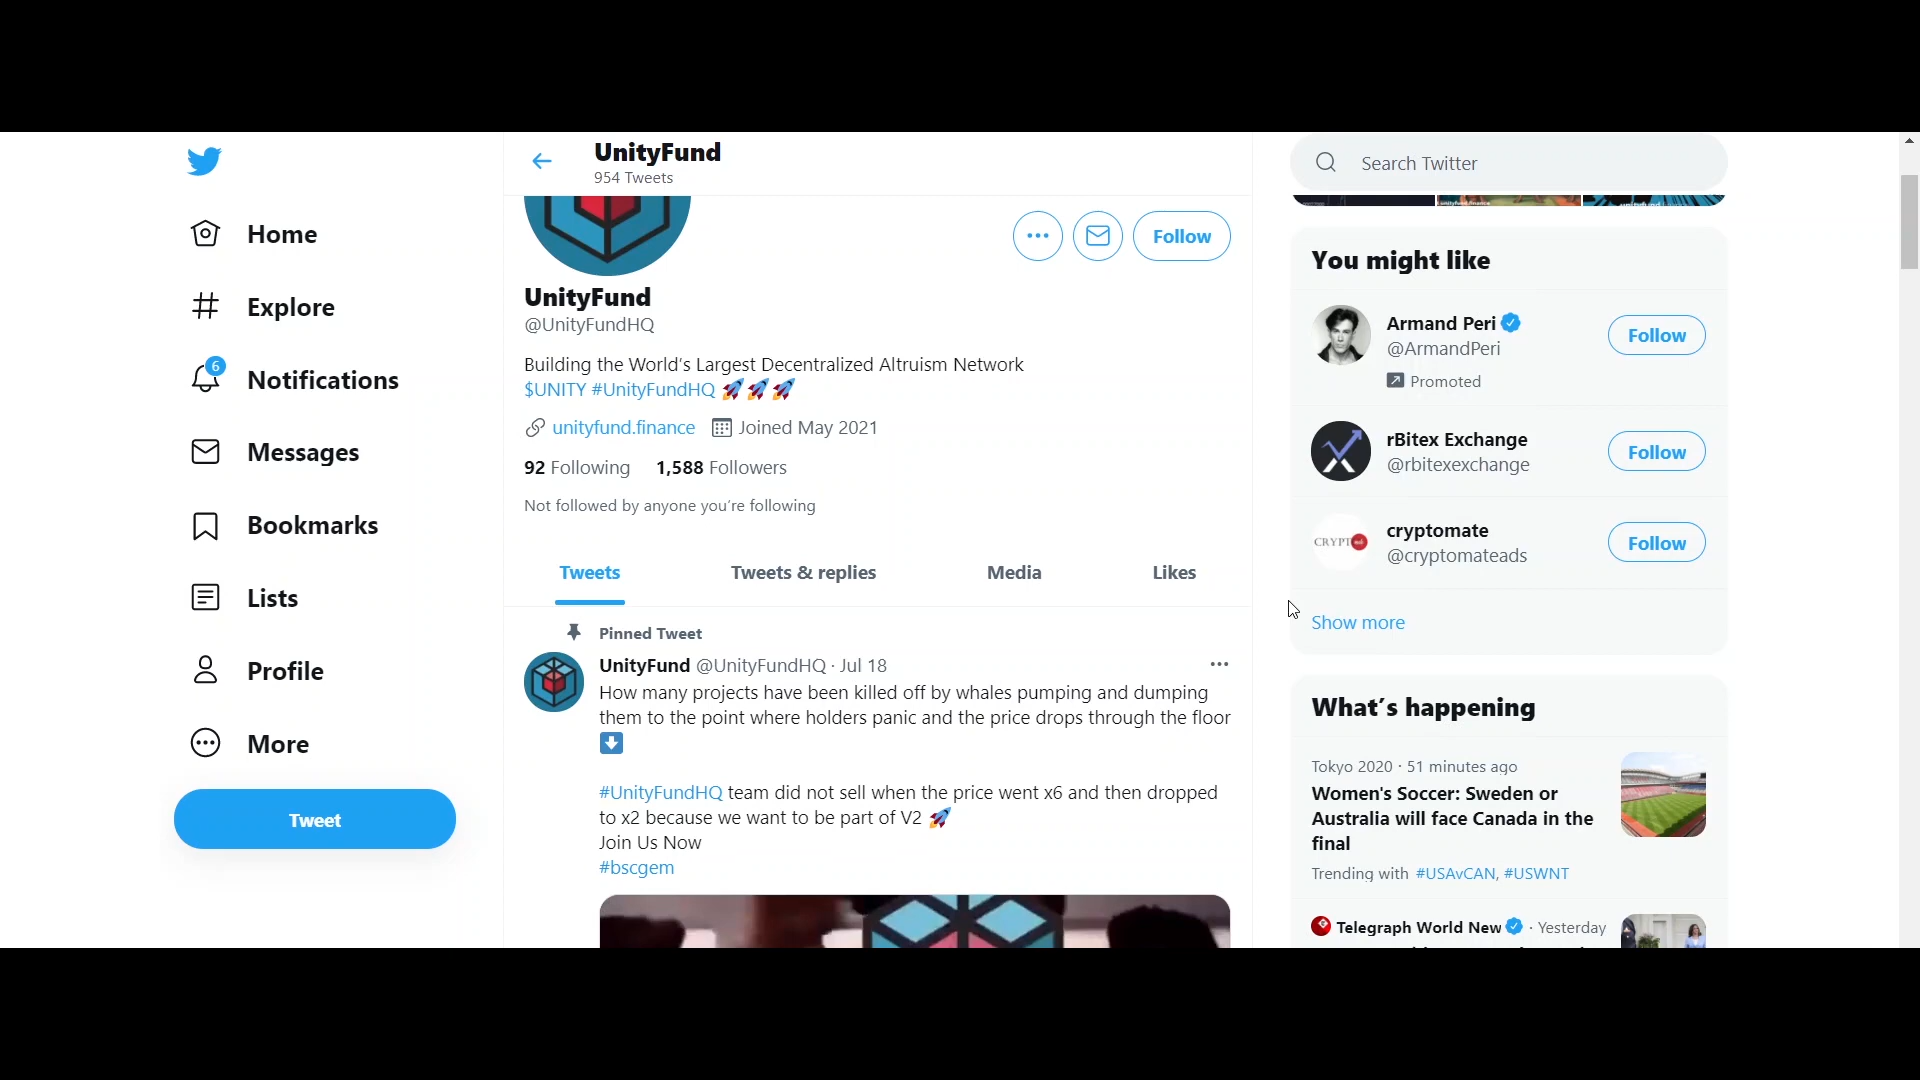 UnityFund
954 Tweets
Search Twitter
Home
Explore
6
Notifications
Messages
Bookmarks
Lists
Profile
More
Tweet
Follow
UnityFund
@UnityFundHQ
Building the World's Largest Decentralized Altruism Network
$UNITY #UnityFundHQ 🚀🚀🚀
unityfund.finance Joined May 2021
92 Following 1,588 Followers
Not followed by anyone you're following
Tweets Tweets & replies Media Likes
Pinned Tweet
UnityFund @UnityFundHQ · Jul 18
How many projects have been killed off by whales pumping and dumping
them to the point where holders panic and the price drops through the floor
⬇️
#UnityFundHQ team did not sell when the price went x6 and then dropped
to x2 because we want to be part of V2 🚀
Join Us Now
#bscgem
You might like
Armand Peri
@ArmandPeri
Promoted
Follow
rBitex Exchange
@rbitexexchange
Follow
CRYPT
cryptomate
@cryptomateads
Follow
Show more
What's happening
Tokyo 2020 · 51 minutes ago
Women's Soccer: Sweden or
Australia will face Canada in the
final
Trending with #USAvCAN, #USWNT
Telegraph World New · Yesterday